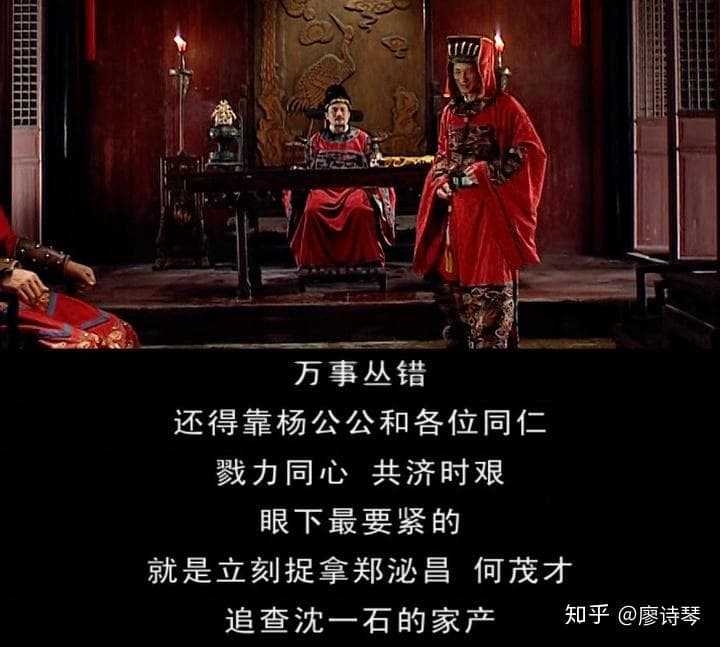 万事丛错
还得靠杨公公和各位同仁
戮力同心 共济时艰
眼下最要紧的
就是立刻捉拿郑泌昌 何茂才
追查沈一石的家产
知乎 @廖诗琴